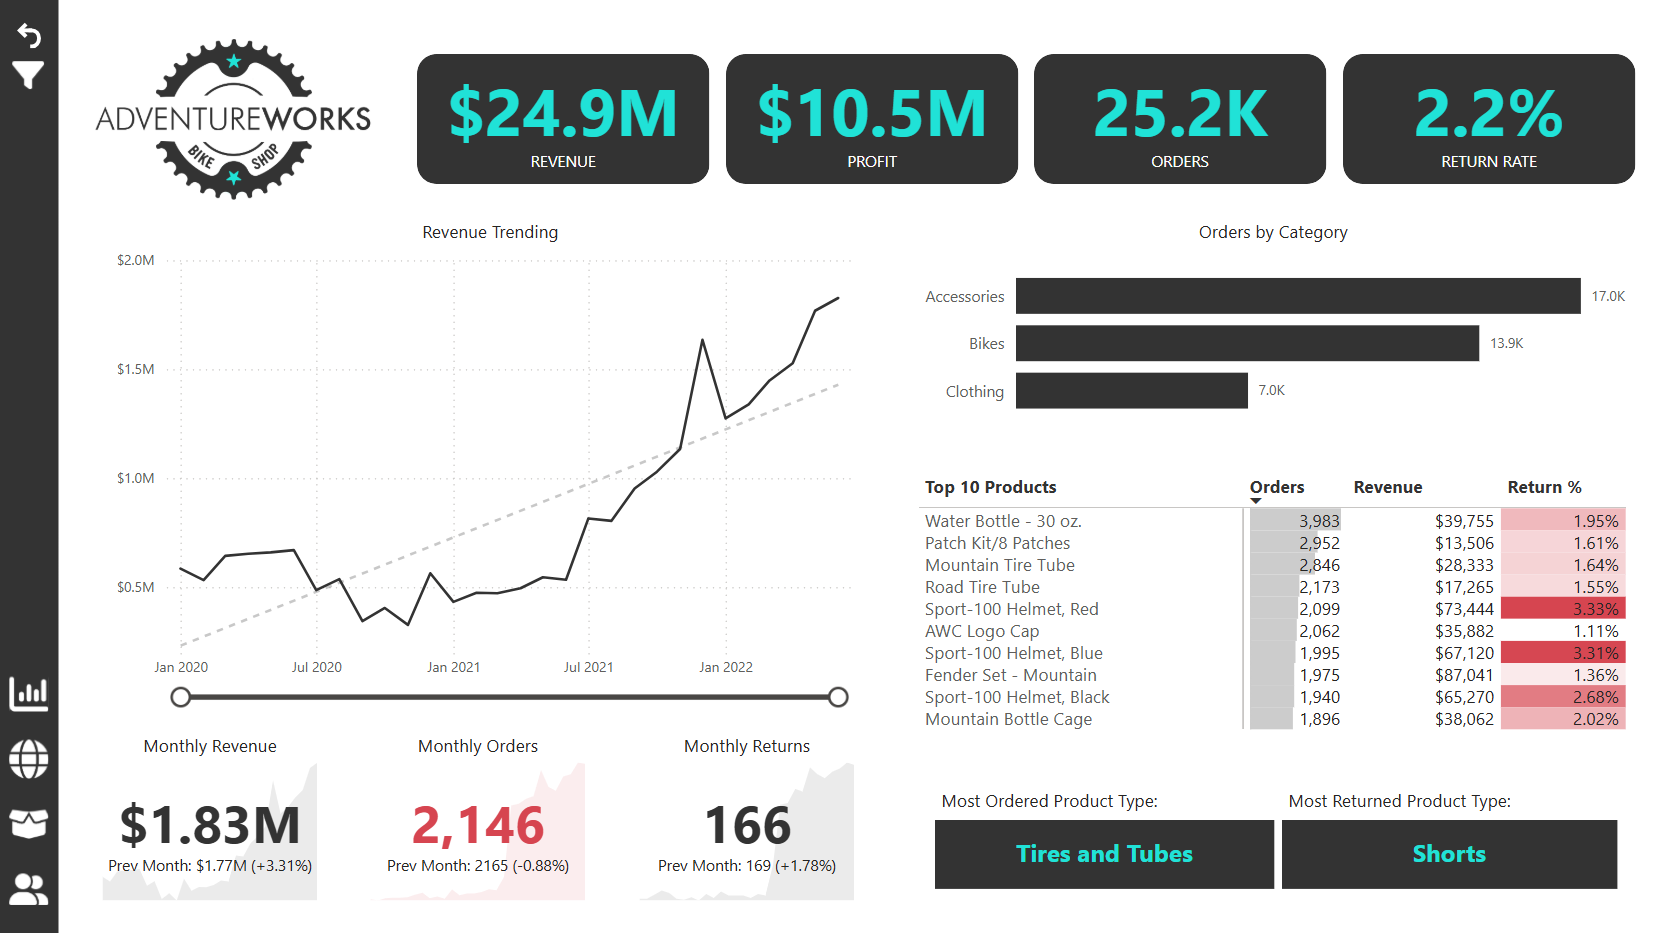 ADVENTUREWORKS
BIKE SHOP
$24.9M
REVENUE
$10.5M
PROFIT
25.2K
ORDERS
2.2%
RETURN RATE
Revenue Trending
$2.0M
$1.5M
$1.0M
$0.5M
Jan 2020 Jul 2020 Jan 2021 Jul 2021 Jan 2022
Orders by Category
Accessories 17.0K
Bikes 13.9K
Clothing 7.0K
Top 10 Products Orders Revenue Return %
Water Bottle - 30 oz. 3,983 $39,755 1.95%
Patch Kit/8 Patches 2,952 $13,506 1.61%
Mountain Tire Tube 2,846 $28,333 1.64%
Road Tire Tube 2,173 $17,265 1.55%
Sport-100 Helmet, Red 2,099 $73,444 3.33%
AWC Logo Cap 2,062 $35,882 1.11%
Sport-100 Helmet, Blue 1,995 $67,120 3.31%
Fender Set - Mountain 1,975 $87,041 1.36%
Sport-100 Helmet, Black 1,940 $65,270 2.68%
Mountain Bottle Cage 1,896 $38,062 2.02%
Monthly Revenue
$1.83M
Prev Month: $1.77M (+3.31%)
Monthly Orders
2,146
Prev Month: 2165 (-0.88%)
Monthly Returns
166
Prev Month: 169 (+1.78%)
Most Ordered Product Type:
Tires and Tubes
Most Returned Product Type:
Shorts